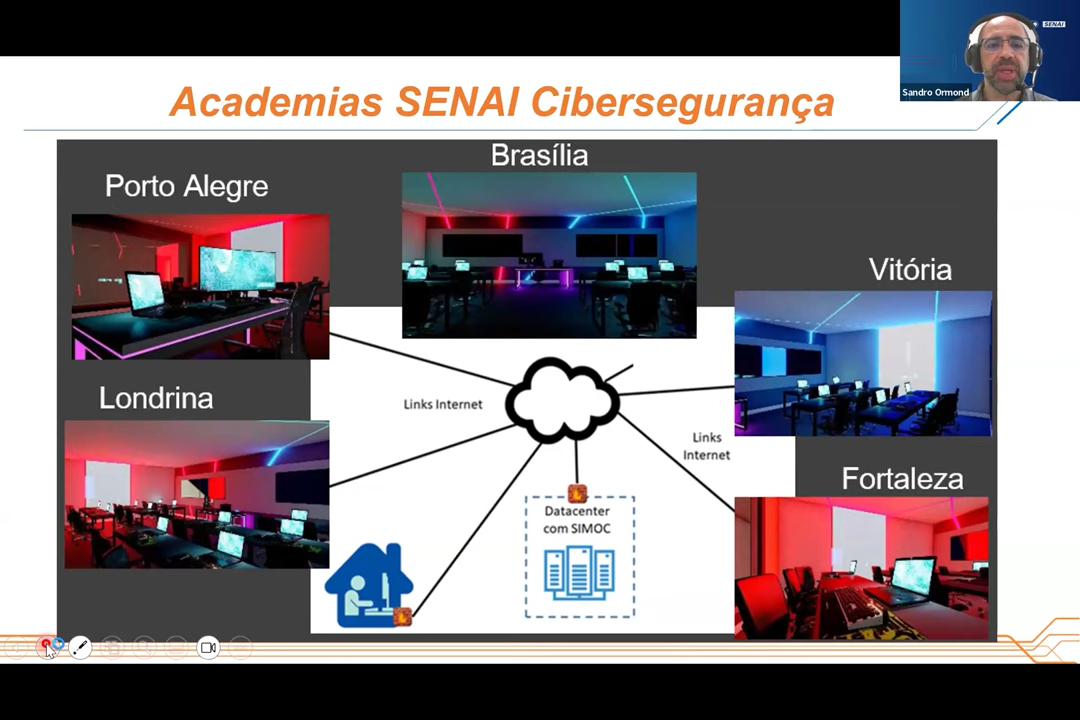 SENAI
Sandro Ormond
Academias SENAI Cibersegurança
Brasília
Porto Alegre
Vitória
Londrina
Links Internet
Links
Internet
Fortaleza
Datacenter
com SIMOC